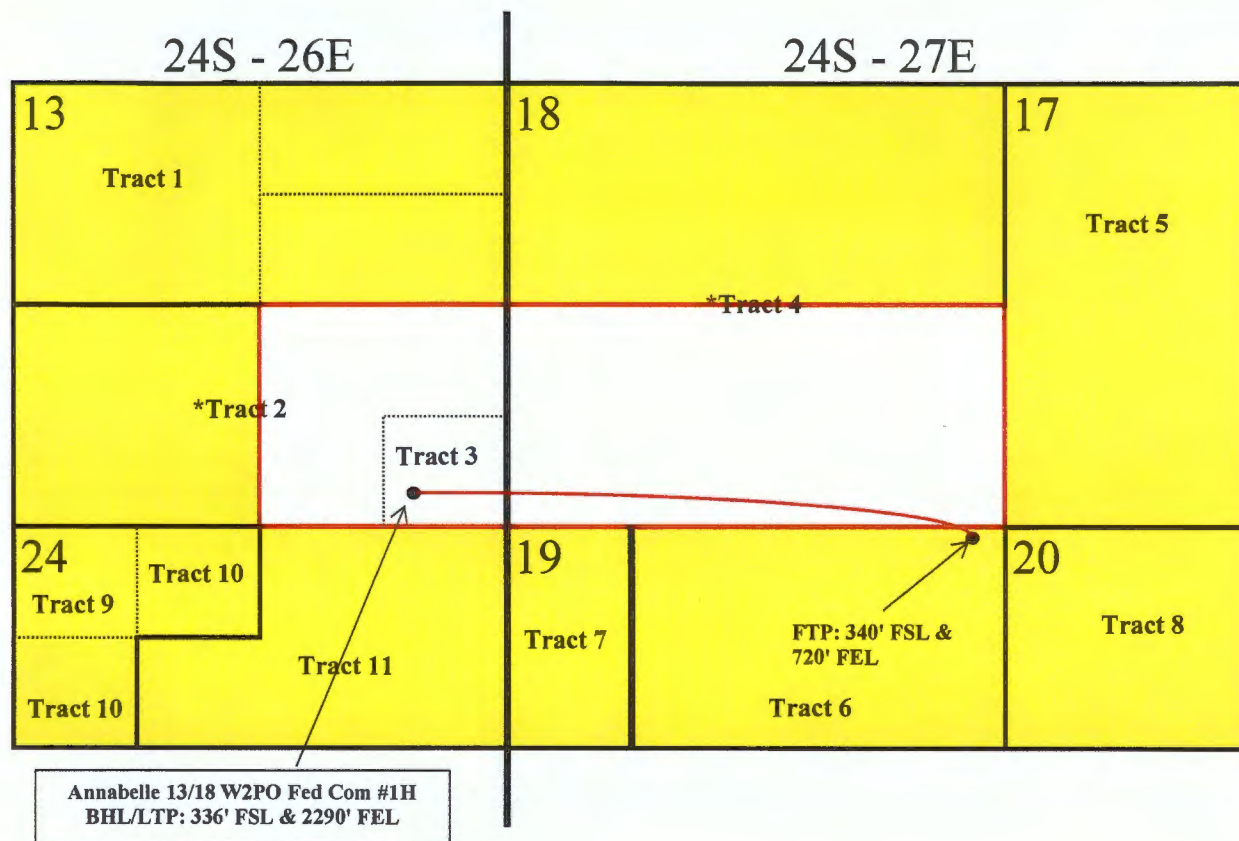 24S - 26E
24S - 27E
13
18
17
Tract 1
Tract 5
*Tract 4
*Tract 2
Tract 3
24
19
20
Tract 10
Tract 9
Tract 7
FTP: 340' FSL &
720' FEL
Tract 8
Tract 11
Tract 10
Tract 6
Annabelle 13/18 W2PO Fed Com #1H
BHL/LTP: 336' FSL & 2290' FEL